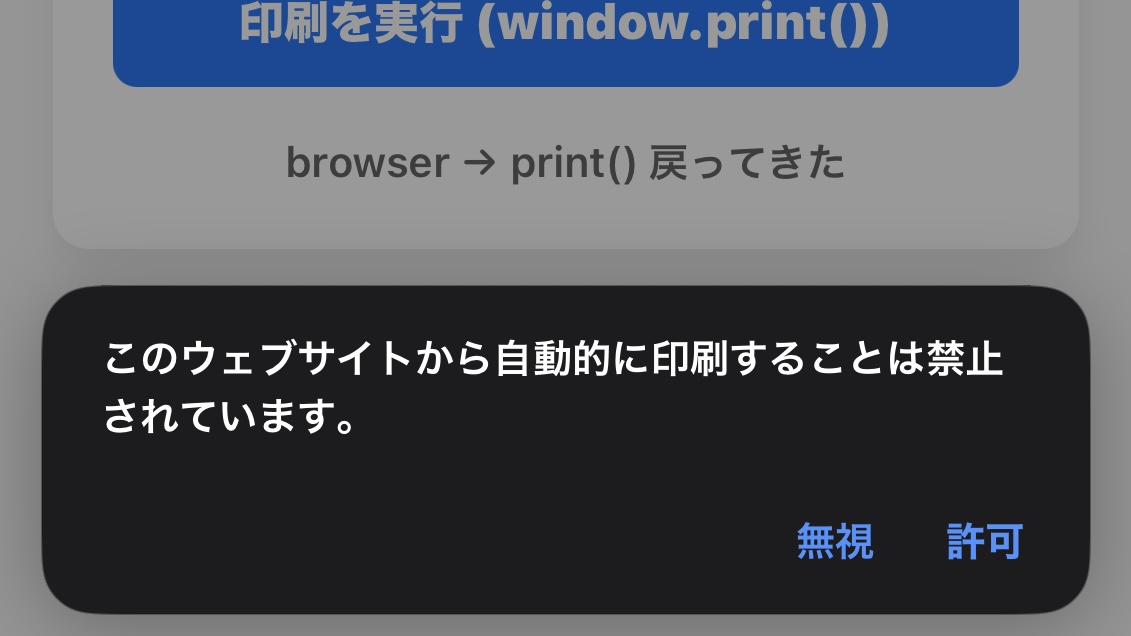 印刷を実行 (window.print())
browser → print() 戻ってきた
このウェブサイトから自動的に印刷することは禁止
されています。
無視
許可